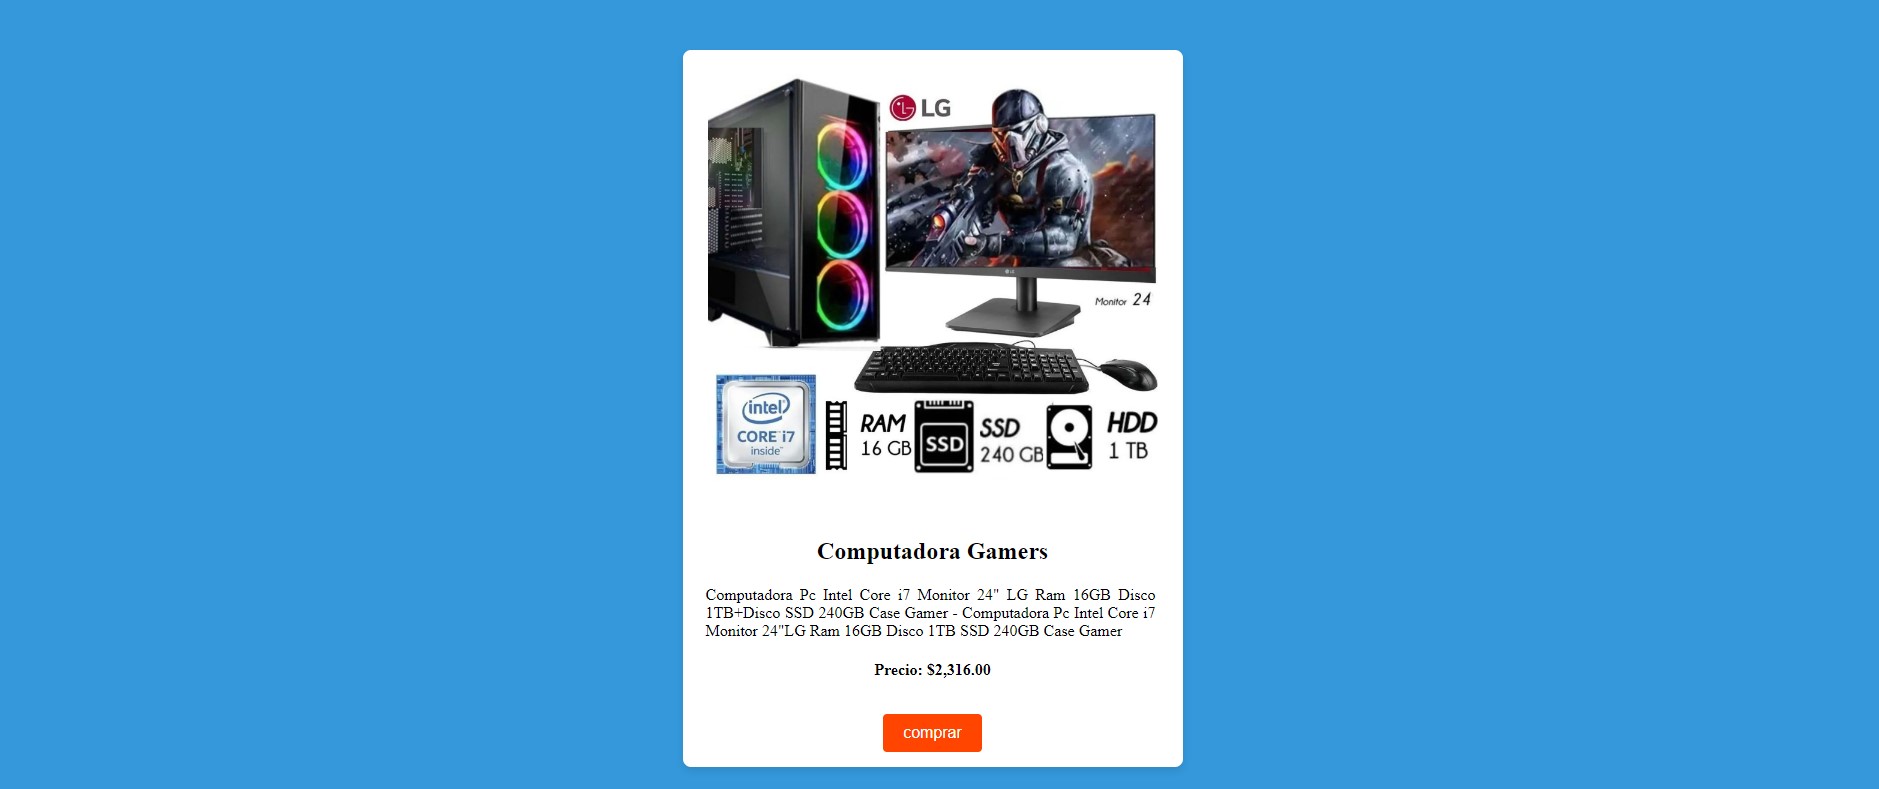 LG
LG
Monitor 24
intel
CORE i7
inside™
RAM
16 GB
SSD
SSD
240 GB
HDD
1 TB
Computadora Gamers
Computadora Pc Intel Core i7 Monitor 24" LG Ram 16GB Disco
1TB+Disco SSD 240GB Case Gamer - Computadora Pc Intel Core i7
Monitor 24"LG Ram 16GB Disco 1TB SSD 240GB Case Gamer
Precio: $2,316.00
comprar